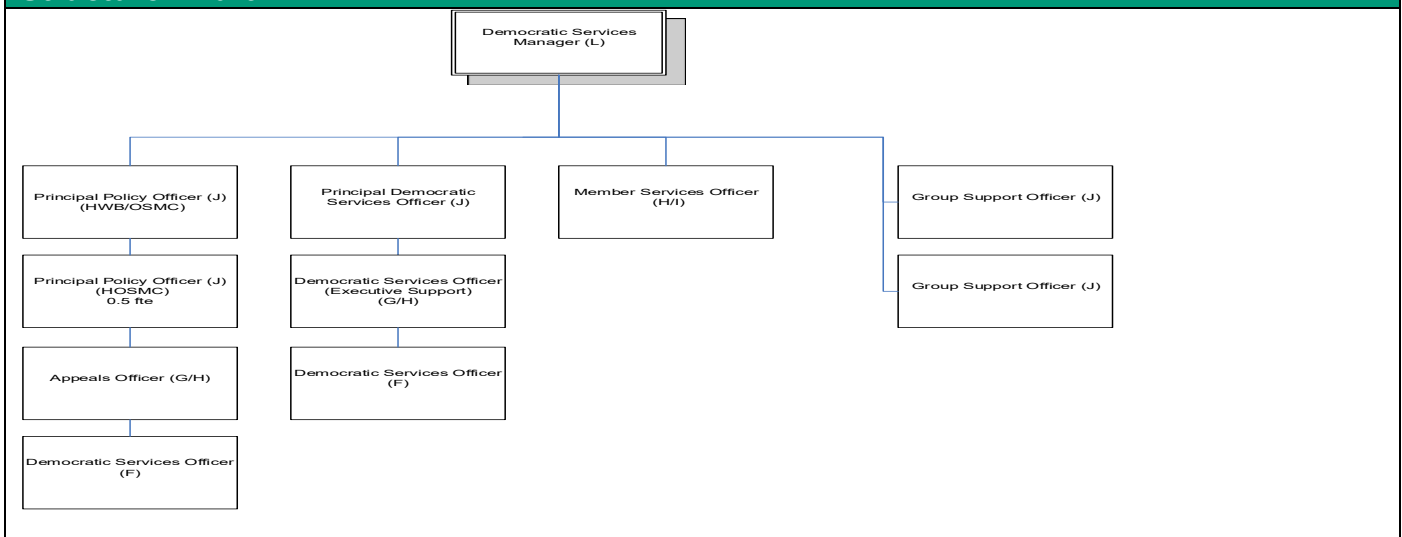 Democratic Services
Manager (L)
Principal Policy Officer (J)
(HWB/OSMC)
Principal Democratic
Services Officer (J)
Member Services Officer
(H/I)
Group Support Officer (J)
Principal Policy Officer (J)
(HOSMC)
0.5 fte
Democratic Services Officer
(Executive Support)
(G/H)
Group Support Officer (J)
Appeals Officer (G/H)
Democratic Services Officer
(F)
Democratic Services Officer
(F)